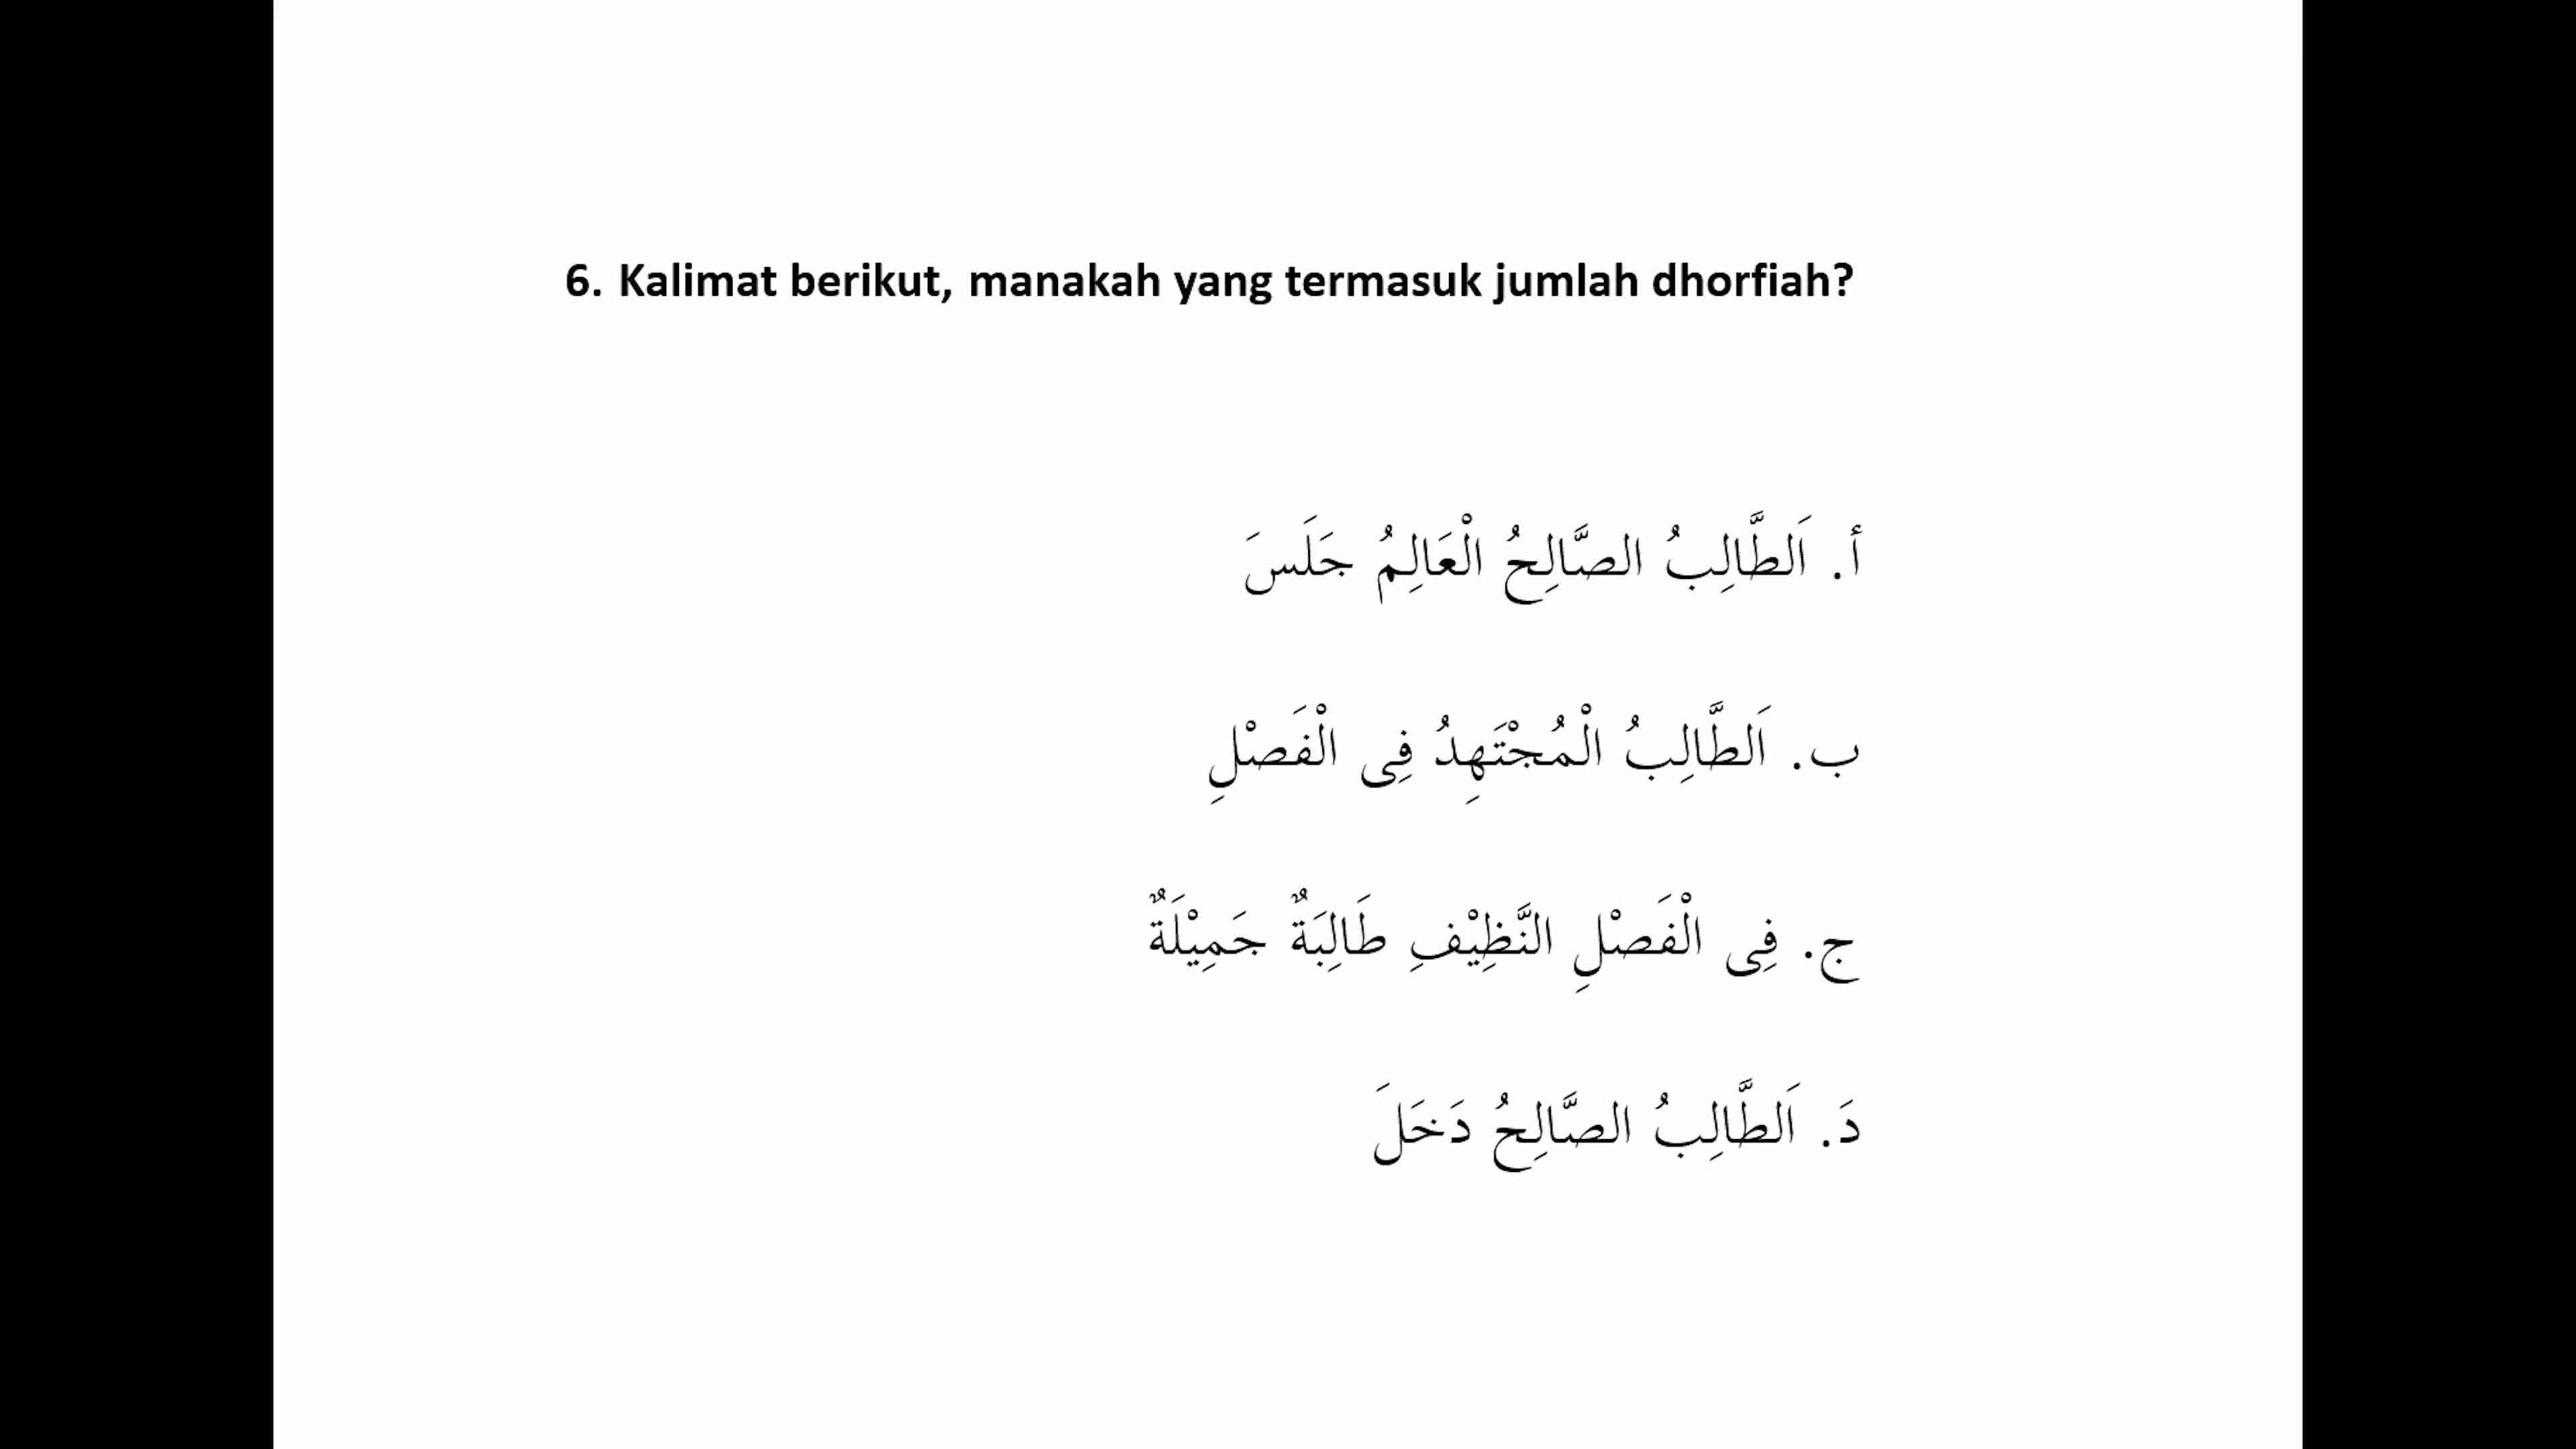 6. Kalimat berikut, manakah yang termasuk jumlah dhorfiah?
أ. اَلطَّالِبُ الصَّالِحُ الْعَالِمُ جَلَسَ
ب. اَلطَّالِبُ الْمُجْتَهِدُ فِى الْفَصْلِ
ج. فِى الْفَصْلِ النَّظِيْفِ طَالِبَةٌ جَمِيْلَةٌ
دَ. اَلطَّالِبُ الصَّالِحُ دَخَلَ